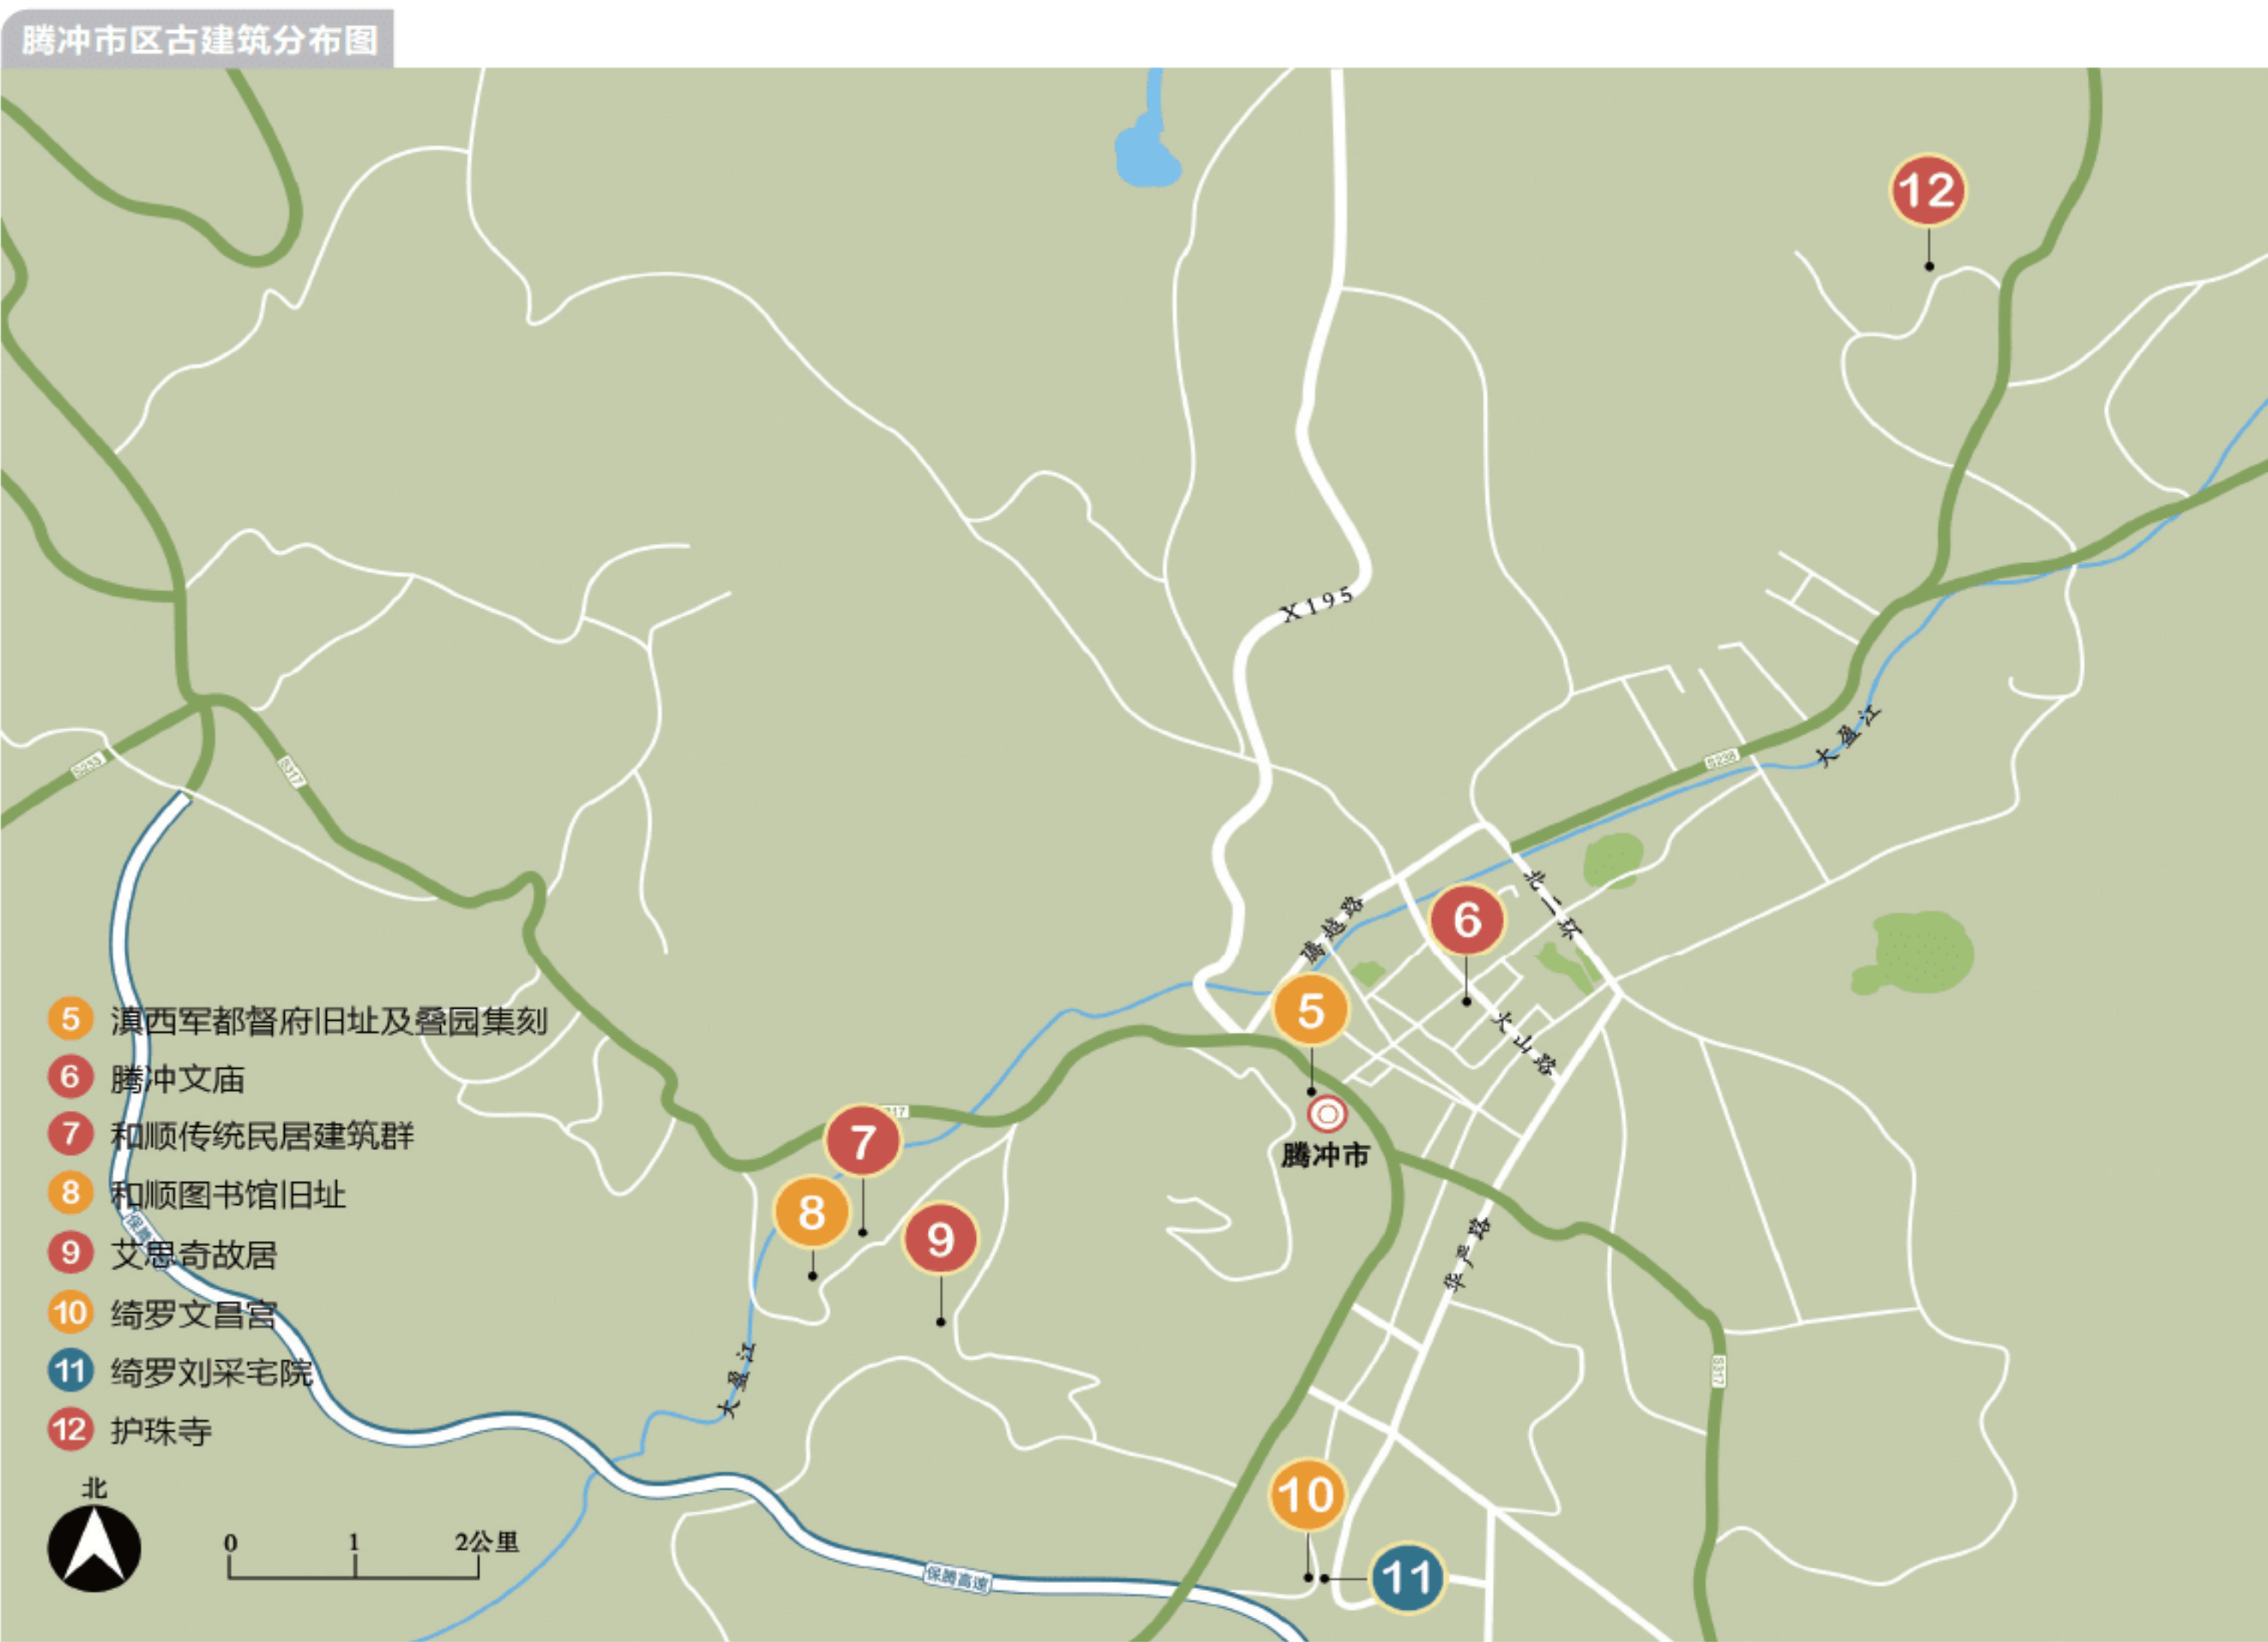 腾冲市区古建筑分布图
12
X195
大盈江
S233
S317
北二环
6
腾越路
5
火山路
腾冲市
5 滇西军都督府旧址及叠园集刻
6 腾冲文庙
7 和顺传统民居建筑群
8 和顺图书馆旧址
9 艾思奇故居
10 绮罗文昌宫
11 绮罗刘采宅院
12 护珠寺
7
8
9
华严路
大盈江
S317
10
11
保腾高速
北
0 1 2公里